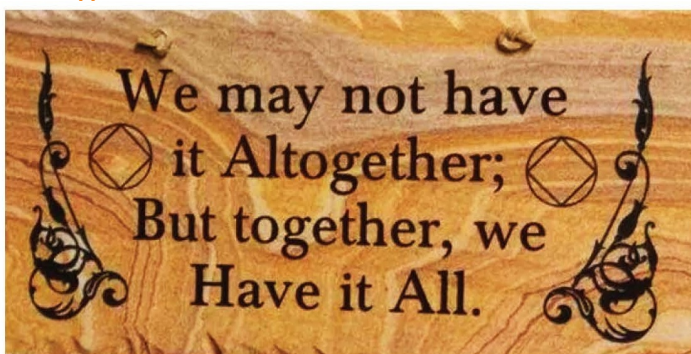 We may not have
it Altogether;
But together, we
Have it All.